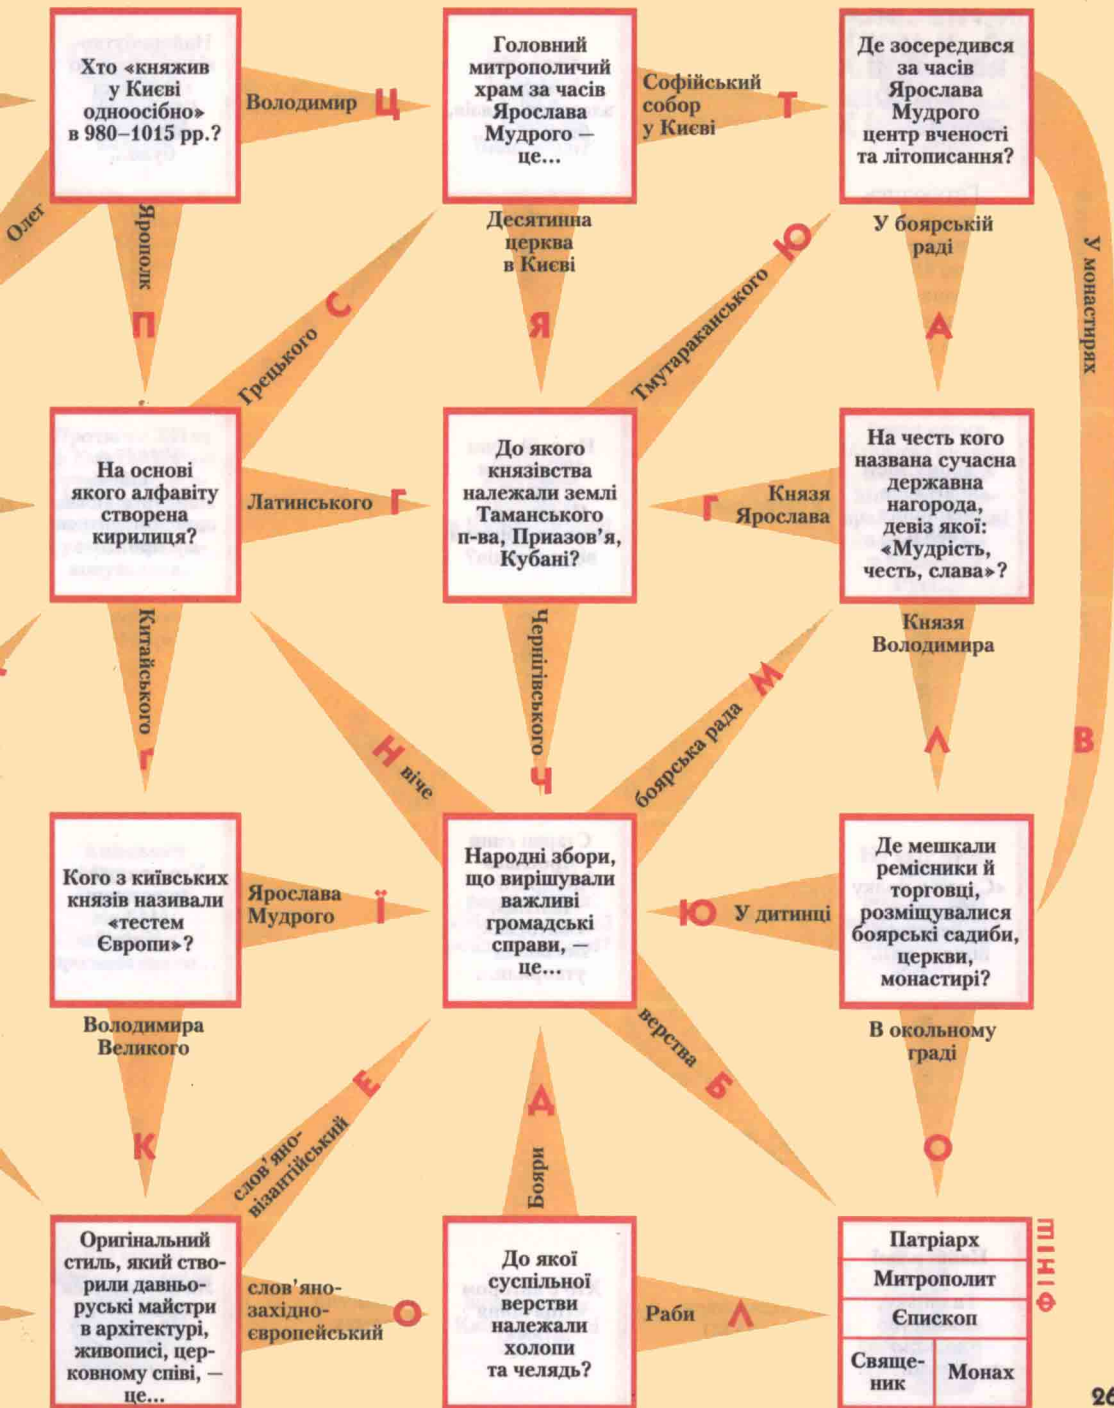 Хто «княжив
у Києві
одноосібно»
в 980–1015 рр.?
Володимир
Ц
Головний
митрополичий
храм за часів
Ярослава
Мудрого –
це...
Софійський
собор
у Києві
Т
Де зосередився
за часів
Ярослава
Мудрого
центр вченості
та літописання?
Олег
Ярополк
П
Грецького
С
Десятинна
церква
в Києві
Я
Тмутараканського
Ю
У боярській
раді
А
У монастирях
В
На основі
якого алфавіту
створена
кирилиця?
Латинського
Г
До якого
князівства
належали землі
Таманського
п-ва, Приазов'я,
Кубані?
Г
Князя
Ярослава
На честь кого
названа сучасна
державна
нагорода,
девіз якої:
«Мудрість,
честь, слава»?
Китайського
Г
Н
віче
Чернігівського
Ч
боярська рада
М
Князя
Володимира
Л
Кого з київських
князів називали
«тестем
Європи»?
Ярослава
Мудрого
Ї
Народні збори,
що вирішували
важливі
громадські
справи, –
це...
Ю
У дитинці
Де мешкали
ремісники й
торговці,
розміщувалися
боярські садиби,
церкви,
монастирі?
Володимира
Великого
К
слов'яно-
візантійський
Е
Д
Бояри
верства
Б
В окольному
граді
О
Оригінальний
стиль, який ство-
рили давньо-
руські майстри
в архітектурі,
живописі, цер-
ковному співі, –
це...
слов'яно-
західно-
європейський
О
До якої
суспільної
верстви
належали
холопи
та челядь?
Раби
Л
Патріарх
Митрополит
Єпископ
Свяще-
ник
Монах
ФІНІШ
26